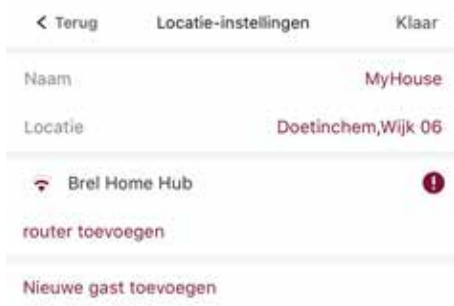 Terug Locatie-instellingen Klaar
Naam MyHouse
Locatie Doetinchem,Wijk 06
Brel Home Hub
router toevoegen
Nieuwe gast toevoegen